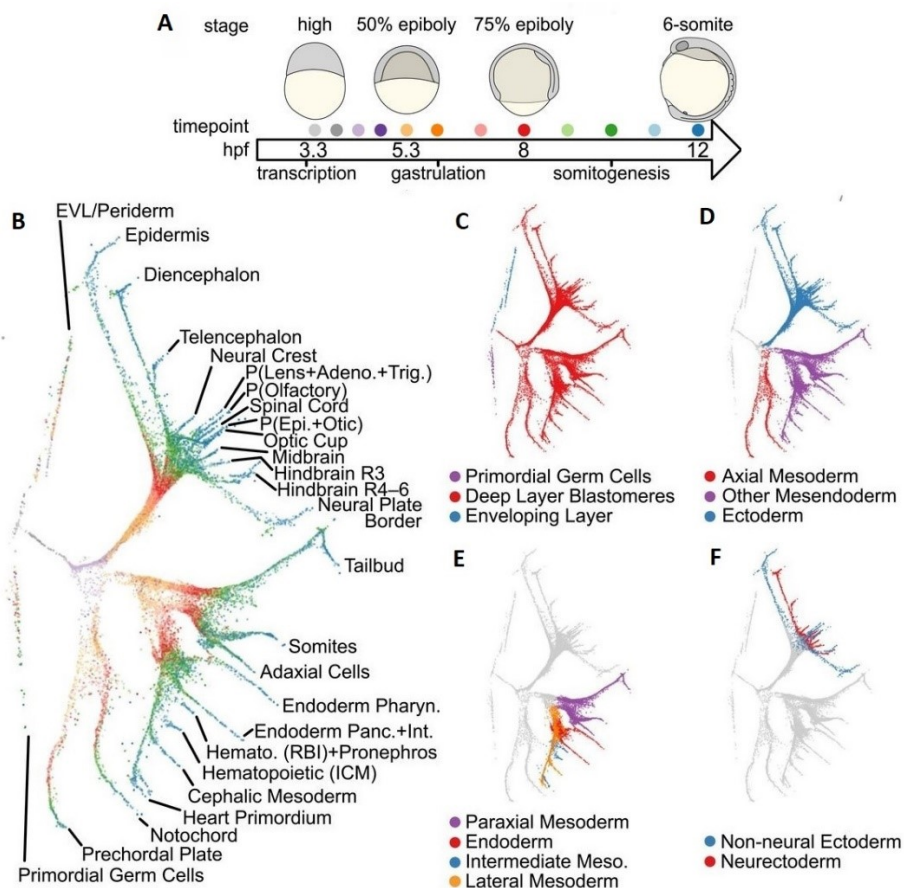 A
stage high 50% epiboly 75% epiboly 6-somite
timepoint
hpf 3.3 5.3 8 12
transcription gastrulation somitogenesis
B
EVL/Periderm
Epidermis
Diencephalon
Telencephalon
Neural Crest
P(Lens+Adeno.+Trig.)
P(Olfactory)
Spinal Cord
P(Epi.+Otic)
Optic Cup
Midbrain
Hindbrain R3
Hindbrain R4–6
Neural Plate
Border
Tailbud
Somites
Adaxial Cells
Endoderm Pharyn.
Endoderm Panc.+Int.
Hemato. (RBI)+Pronephros
Hematopoietic (ICM)
Cephalic Mesoderm
Heart Primordium
Notochord
Prechordal Plate
Primordial Germ Cells
C
Primordial Germ Cells
Deep Layer Blastomeres
Enveloping Layer
D
Axial Mesoderm
Other Mesendoderm
Ectoderm
E
Paraxial Mesoderm
Endoderm
Intermediate Meso.
Lateral Mesoderm
F
Non-neural Ectoderm
Neurectoderm